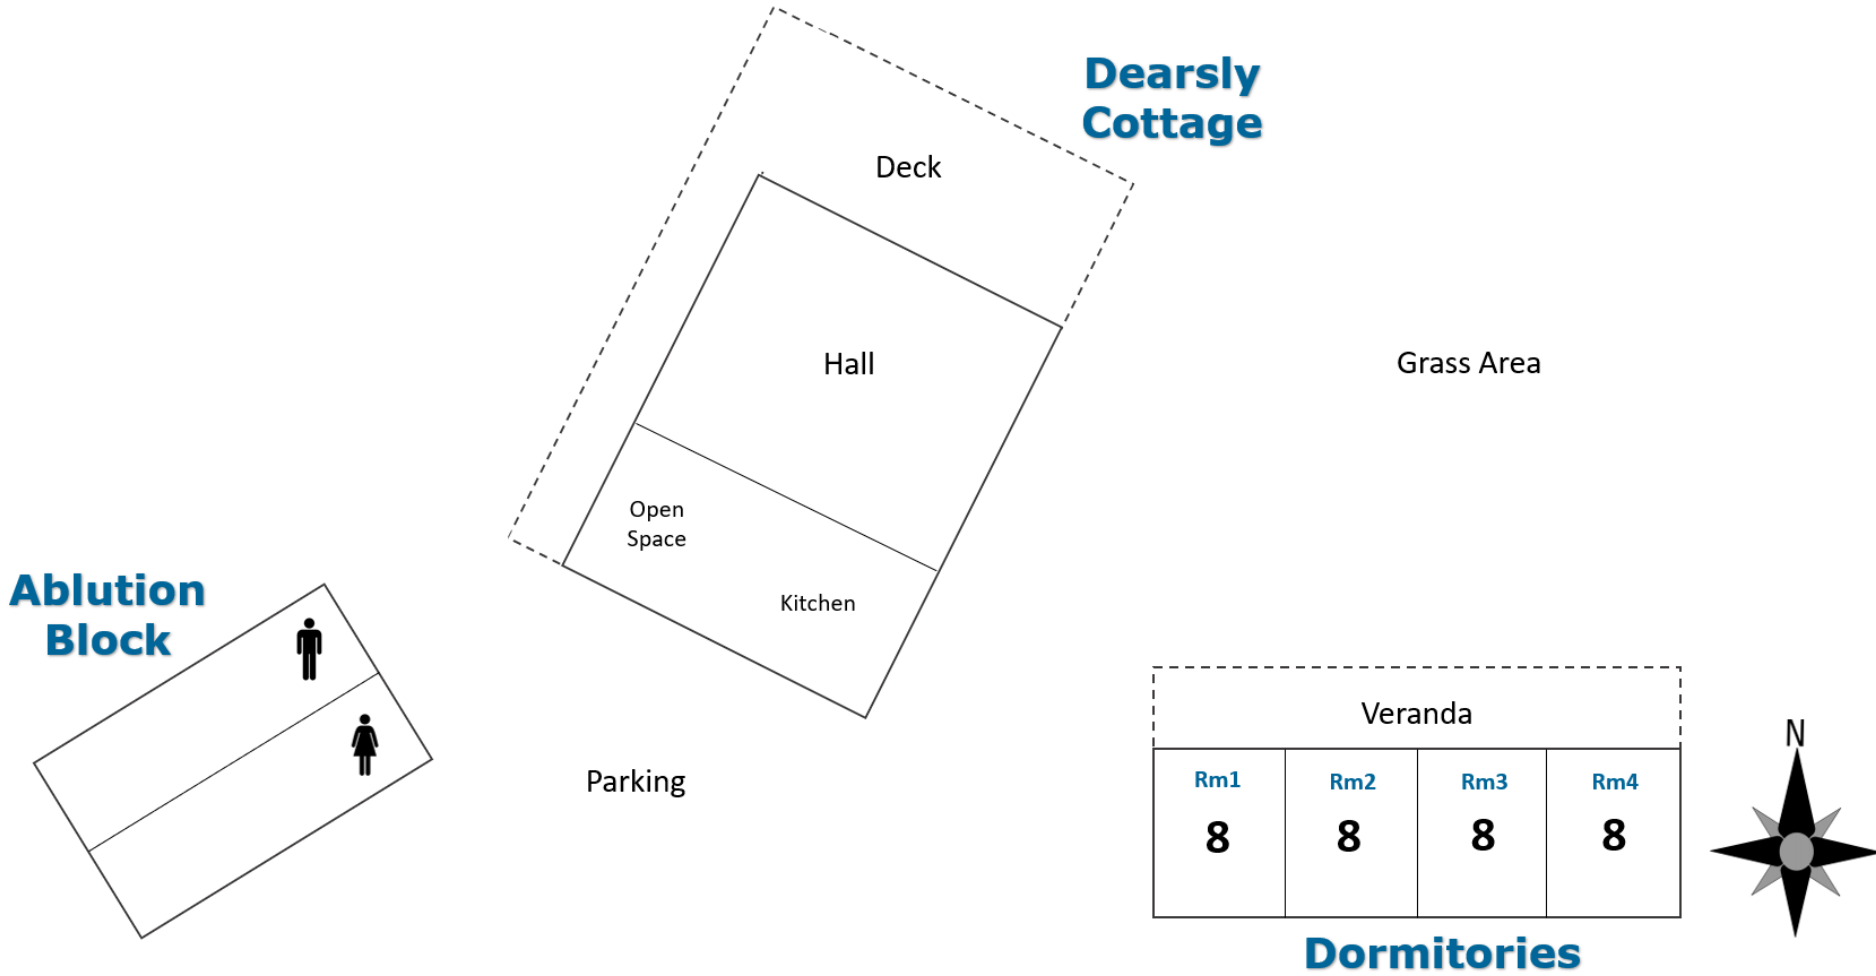 Dearsly
Cottage
Deck
Hall
Grass Area
Open
Space
Kitchen
Ablution
Block
Parking
Veranda
N
Rm1
Rm2
Rm3
Rm4
8
8
8
8
Dormitories